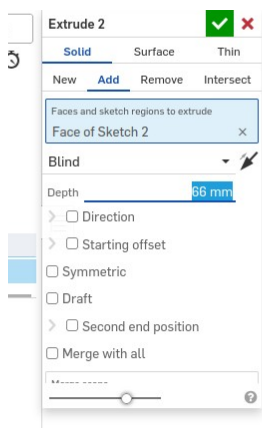 Extrude 2
Solid Surface Thin
New Add Remove Intersect
Faces and sketch regions to extrude
Face of Sketch 2
Blind
Depth 66 mm
Direction
Starting offset
Symmetric
Draft
Second end position
Merge with all